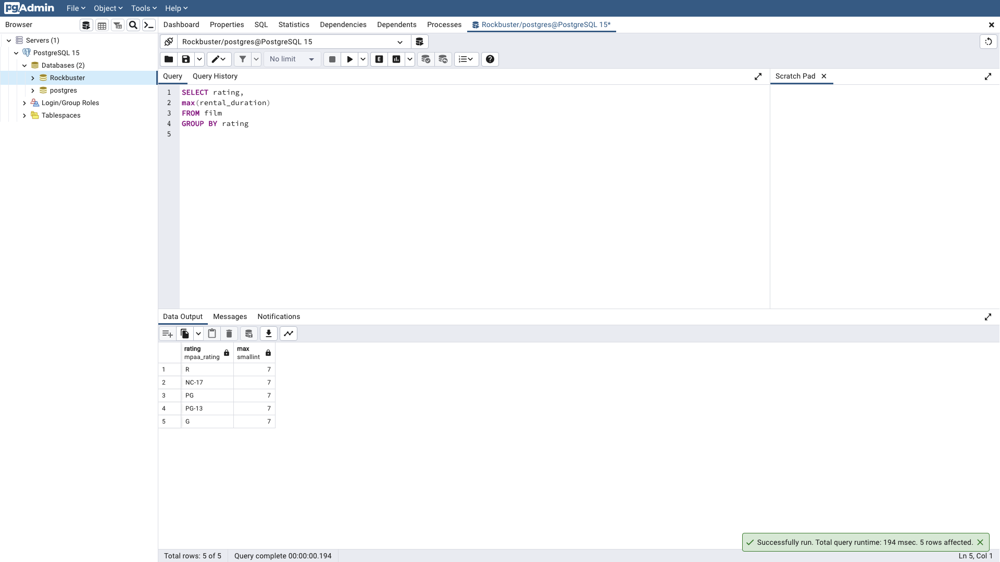 pgAdmin File Object Tools Help
Browser
Dashboard Properties SQL Statistics Dependencies Dependents Processes Rockbuster/postgres@PostgreSQL 15*
Servers (1)
PostgreSQL 15
Databases (2)
Rockbuster
postgres
Login/Group Roles
Tablespaces
Rockbuster/postgres@PostgreSQL 15
No limit
E
Query Query History
Scratch Pad
1 SELECT rating,
2 max(rental_duration)
3 FROM film
4 GROUP BY rating
5
Data Output Messages Notifications
rating max
mpaa_rating smallint
1 R 7
2 NC-17 7
3 PG 7
4 PG-13 7
5 G 7
Successfully run. Total query runtime: 194 msec. 5 rows affected.
Total rows: 5 of 5 Query complete 00:00:00.194 Ln 5, Col 1